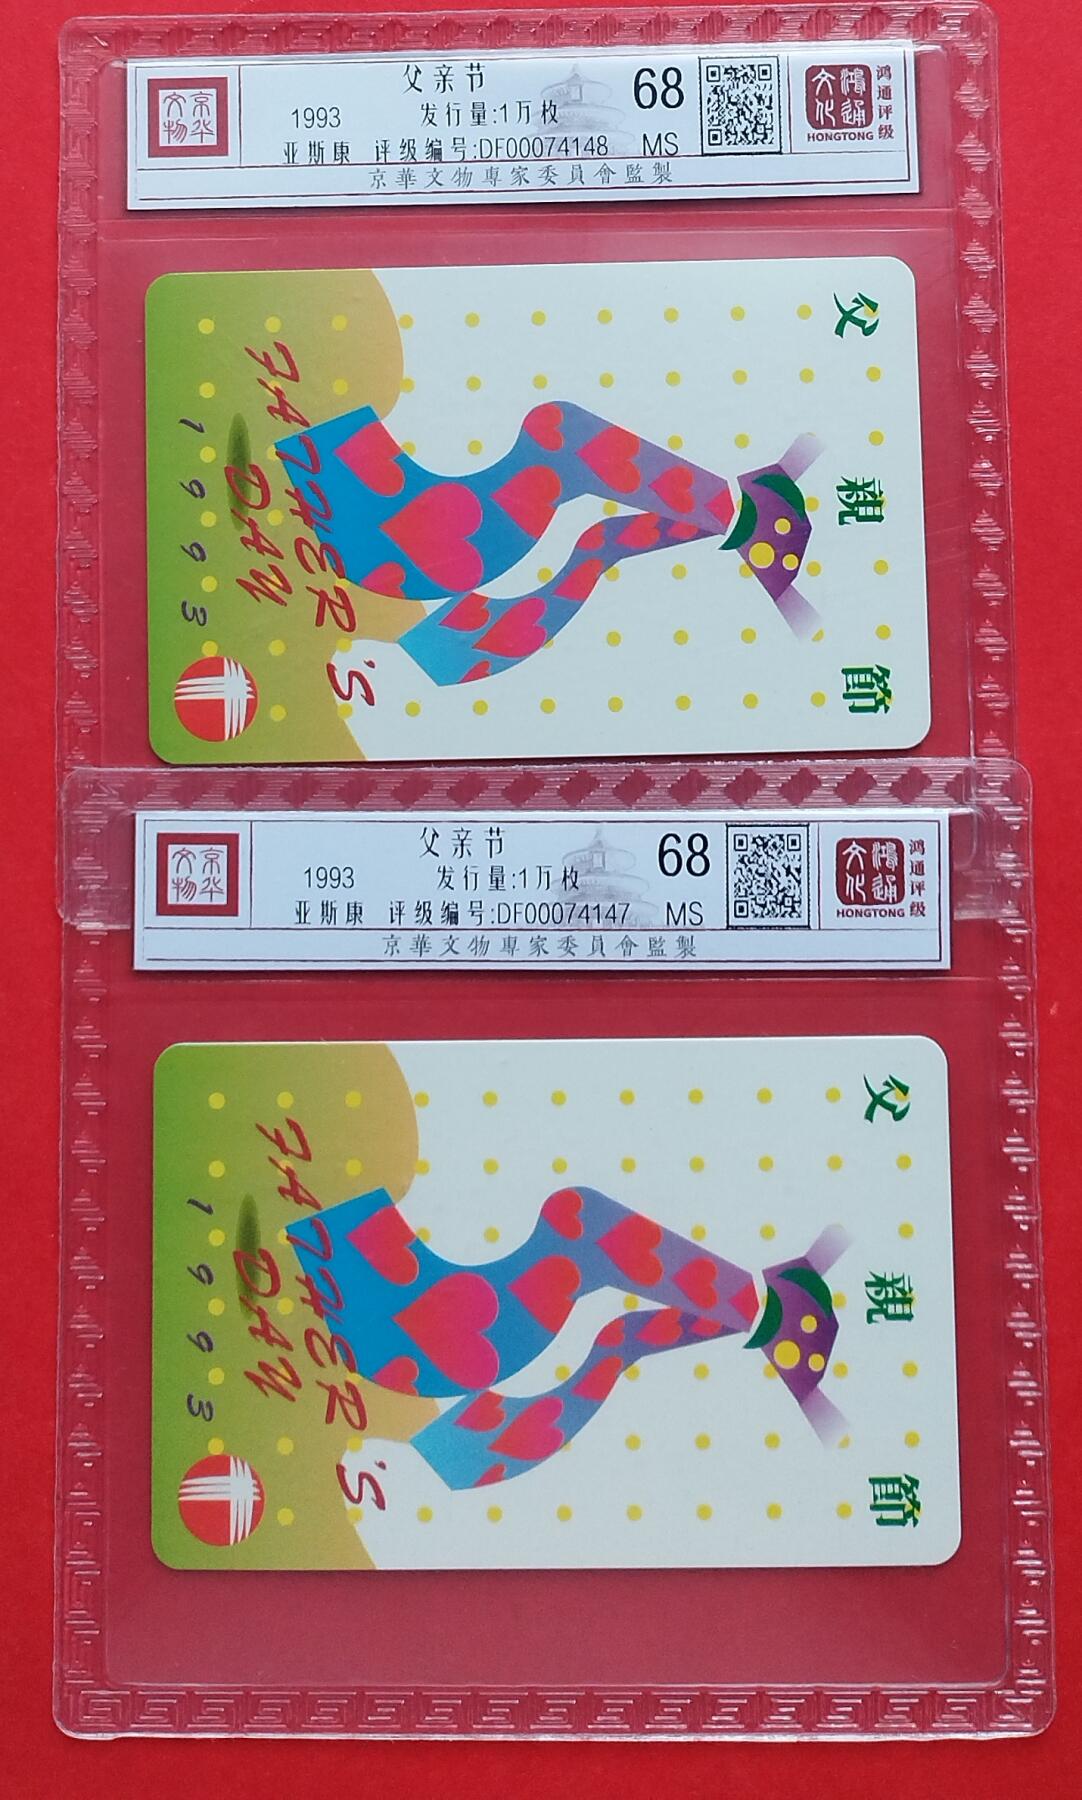 父亲节
1993 发行量:1万枚 68
亚斯康 评级编号:DF00074148 MS
京華文物專家委員會監製
京华文物
鸿通文化
HONGTONG
鸿通评级
父親節
FATHER'S
DAY
1993
父亲节
1993 发行量:1万枚 68
亚斯康 评级编号:DF00074147 MS
京華文物專家委員會監製
京华文物
鸿通文化
HONGTONG
鸿通评级
父親節
FATHER'S
DAY
1993